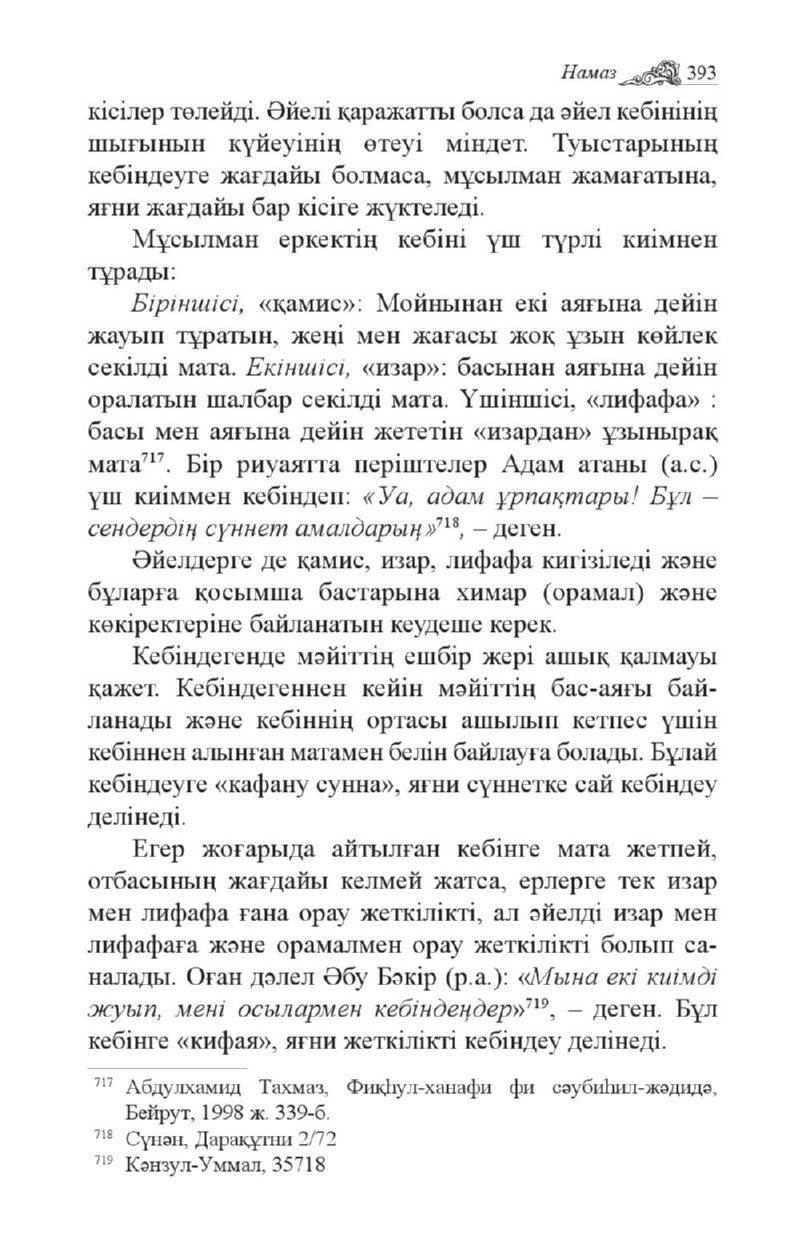 Намаз 393
кісілер төлейді. Әйелі қаражатты болса да әйел кебінінің
шығынын күйеуінің өтеуі міндет. Туыстарының
кебіндеуге жағдайы болмаса, мұсылман жамағатына,
яғни жағдайы бар кісіге жүктеледі.
Мұсылман еркектің кебіні үш түрлі киімнен
тұрады:
Біріншісі, «қамис»: Мойнынан екі аяғына дейін
жауып тұратын, жеңі мен жағасы жоқ ұзын көйлек
секілді мата. Екіншісі, «изар»: басынан аяғына дейін
оралатын шалбар секілді мата. Үшіншісі, «лифафа» :
басы мен аяғына дейін жететін «изардан» ұзынырақ
мата⁷¹⁷. Бір риуаятта періштелер Адам атаны (а.с.)
үш киіммен кебіндеп: «Уа, адам ұрпақтары! Бұл –
сендердің сүннет амалдарың»⁷¹⁸, – деген.
Әйелдерге де қамис, изар, лифафа кигізіледі және
бұларға қосымша бастарына химар (орамал) және
көкіректеріне байланатын кеудеше керек.
Кебіндегенде мәйіттің ешбір жері ашық қалмауы
қажет. Кебіндегеннен кейін мәйіттің бас-аяғы бай-
ланады және кебіннің ортасы ашылып кетпес үшін
кебіннен алынған матамен белін байлауға болады. Бұлай
кебіндеуге «кафану сунна», яғни сүннетке сай кебіндеу
делінеді.
Егер жоғарыда айтылған кебінге мата жетпей,
отбасының жағдайы келмей жатса, ерлерге тек изар
мен лифафа ғана орау жеткілікті, ал әйелді изар мен
лифафаға және орамалмен орау жеткілікті болып са-
налады. Оған дәлел Әбу Бәкір (р.а.): «Мына екі киімді
жуып, мені осылармен кебіндеңдер»⁷¹⁹, – деген. Бұл
кебінге «кифая», яғни жеткілікті кебіндеу делінеді.
⁷¹⁷ Абдулхамид Тахмаз, Фиқһул-ханафи фи сәубиһил-жәдидә,
Бейрут, 1998 ж. 339-б.
⁷¹⁸ Сүнән, Дарақұтни 2/72
⁷¹⁹ Кәнзул-Уммал, 35718